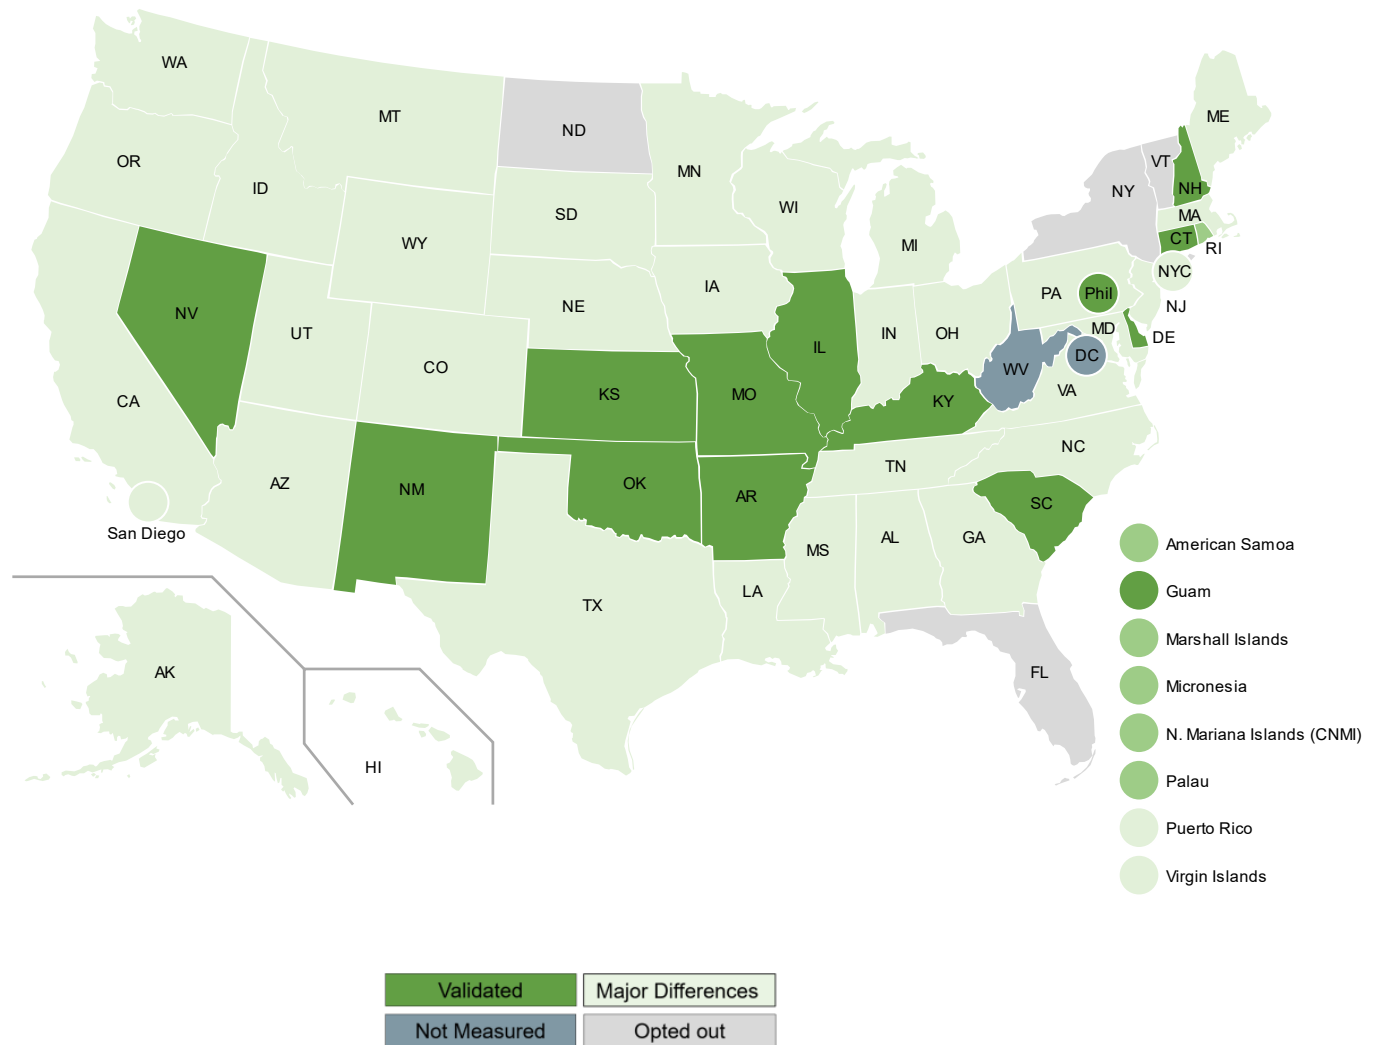 WA
MT
ND
ME
OR
MN
VT
ID
NH
NY
WI
SD
MA
CT
WY
MI
RI
NYC
IA
PA
Phil
NE
NJ
NV
MD
UT
IN
OH
DE
IL
DC
CO
WV
VA
KS
MO
KY
CA
NC
TN
AZ
OK
NM
AR
SC
San Diego
GA
AL
MS
American Samoa
LA
Guam
TX
Marshall Islands
AK
FL
Micronesia
N. Mariana Islands (CNMI)
HI
Palau
Puerto Rico
Virgin Islands
Validated
Major Differences
Not Measured
Opted out